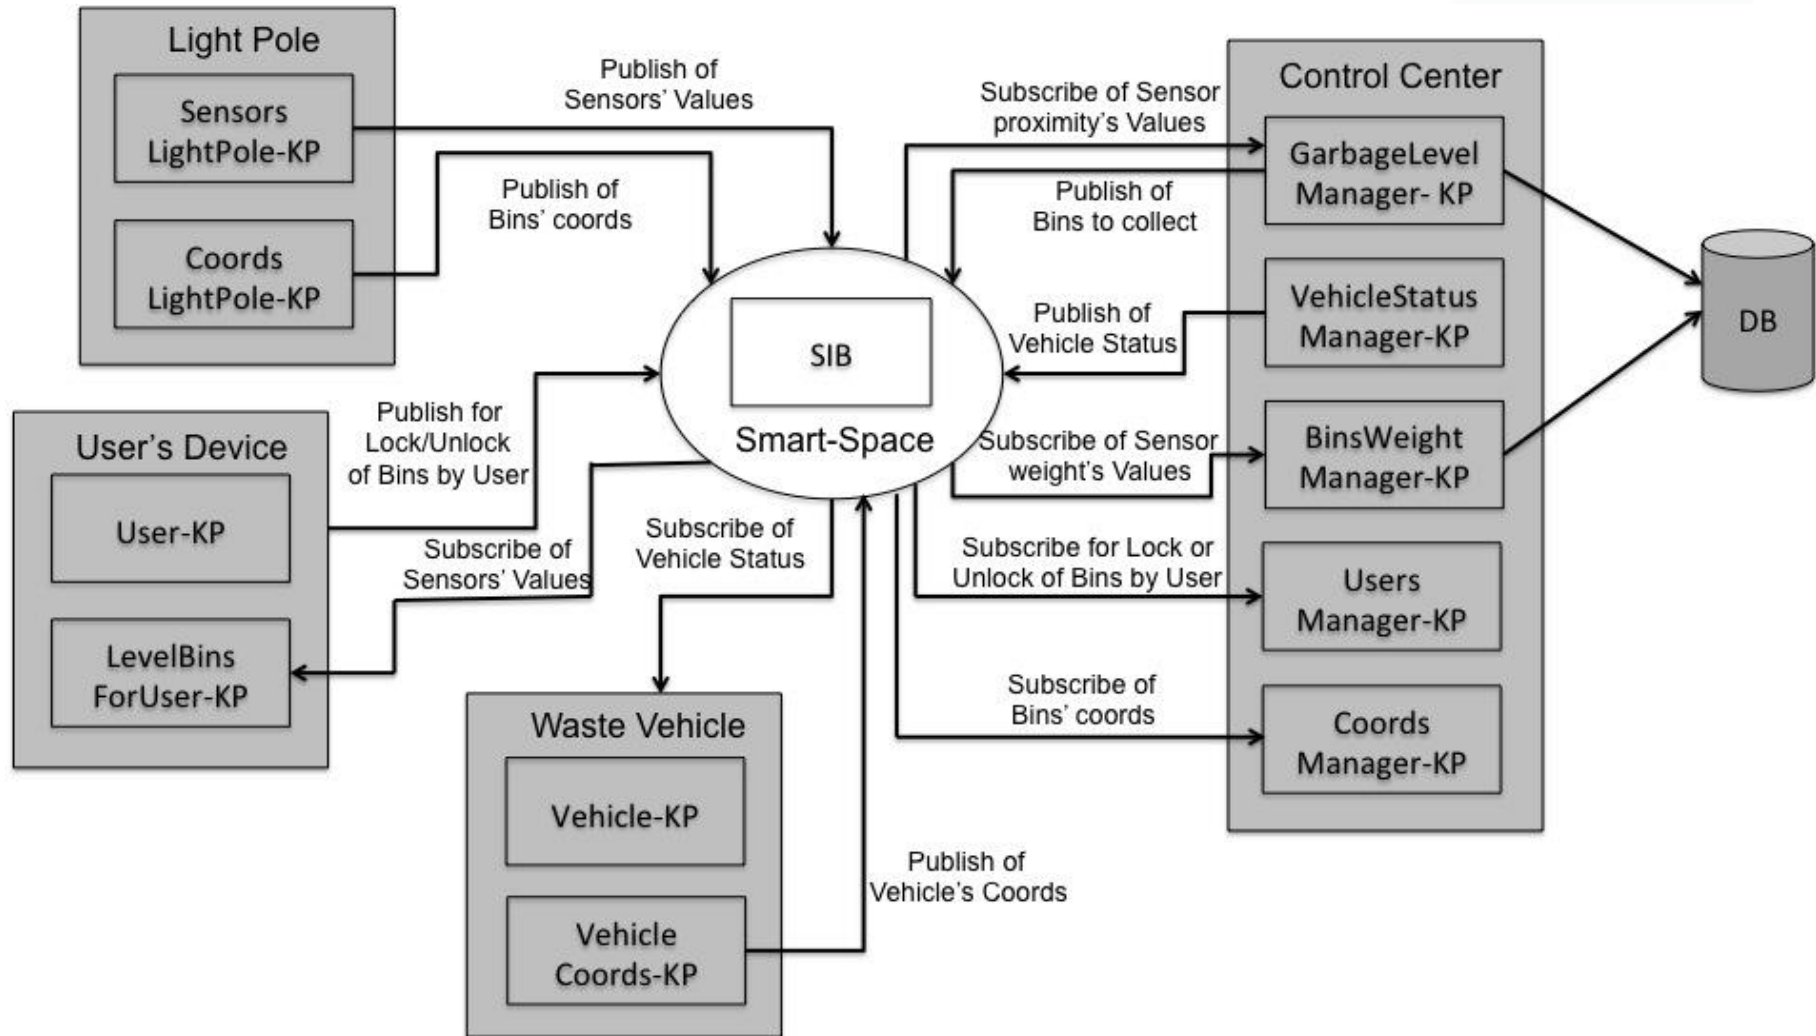 Light Pole
Sensors
LightPole-KP
Coords
LightPole-KP
Publish of
Sensors' Values
Publish of
Bins' coords
User's Device
User-KP
LevelBins
ForUser-KP
Publish for
Lock/Unlock
of Bins by User
Subscribe of
Sensors' Values
SIB
Smart-Space
Subscribe of
Vehicle Status
Waste Vehicle
Vehicle-KP
Vehicle
Coords-KP
Publish of
Vehicle's Coords
Subscribe of Sensor
proximity's Values
Publish of
Bins to collect
Publish of
Vehicle Status
Subscribe of Sensor
weight's Values
Subscribe for Lock or
Unlock of Bins by User
Subscribe of
Bins' coords
Control Center
GarbageLevel
Manager- KP
VehicleStatus
Manager-KP
BinsWeight
Manager-KP
Users
Manager-KP
Coords
Manager-KP
DB